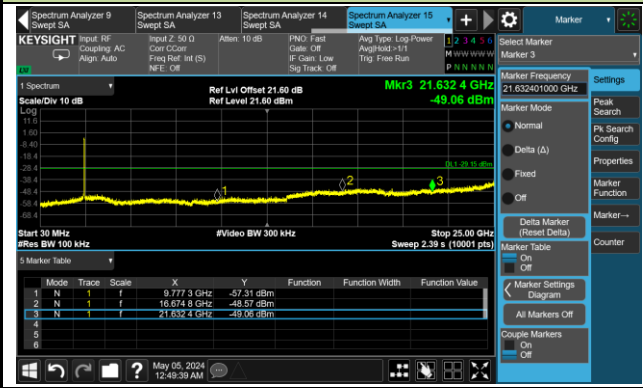 Spectrum Analyzer 9
Swept SA
Spectrum Analyzer 13
Swept SA
Spectrum Analyzer 14
Swept SA
Spectrum Analyzer 15
Swept SA
Marker
KEYSIGHT
Input: RF
Coupling: AC
Align: Auto
Input Z: 50 Ω
Corr CCorr
Freq Ref: Int (S)
NFE: Off
Atten: 10 dB
PNO: Fast
Gate: Off
IF Gain: Low
Sig Track: Off
Avg Type: Log-Power
Avg|Hold:>1/1
Trig: Free Run
1 2 3 4 5 6
M W W W W W
P N N N N N
Select Marker
Marker 3
1 Spectrum
Scale/Div 10 dB
Log
Ref Lvl Offset 21.60 dB
Ref Level 21.60 dBm
Mkr3 21.632 4 GHz
-49.06 dBm
11.6
1.60
-8.40
-18.4
-28.4
-38.4
-48.4
-58.4
-68.4
DL1 -29.15 dBm
1
2
3
Start 30 MHz
#Res BW 100 kHz
#Video BW 300 kHz
Stop 25.00 GHz
Sweep 2.39 s (10001 pts)
5 Marker Table
Mode Trace Scale X Y Function Function Width Function Value
1 N 1 f 9.777 3 GHz -57.31 dBm
2 N 1 f 16.674 8 GHz -48.57 dBm
3 N 1 f 21.632 4 GHz -49.06 dBm
4
5
6
Marker Frequency
21.632401000 GHz
Marker Mode
Normal
Delta (Δ)
Fixed
Off
Delta Marker
(Reset Delta)
Marker Table
On
Off
Marker Settings
Diagram
All Markers Off
Couple Markers
On
Off
Settings
Peak
Search
Pk Search
Config
Properties
Marker
Function
Marker→
Counter
May 05, 2024
12:49:39 AM